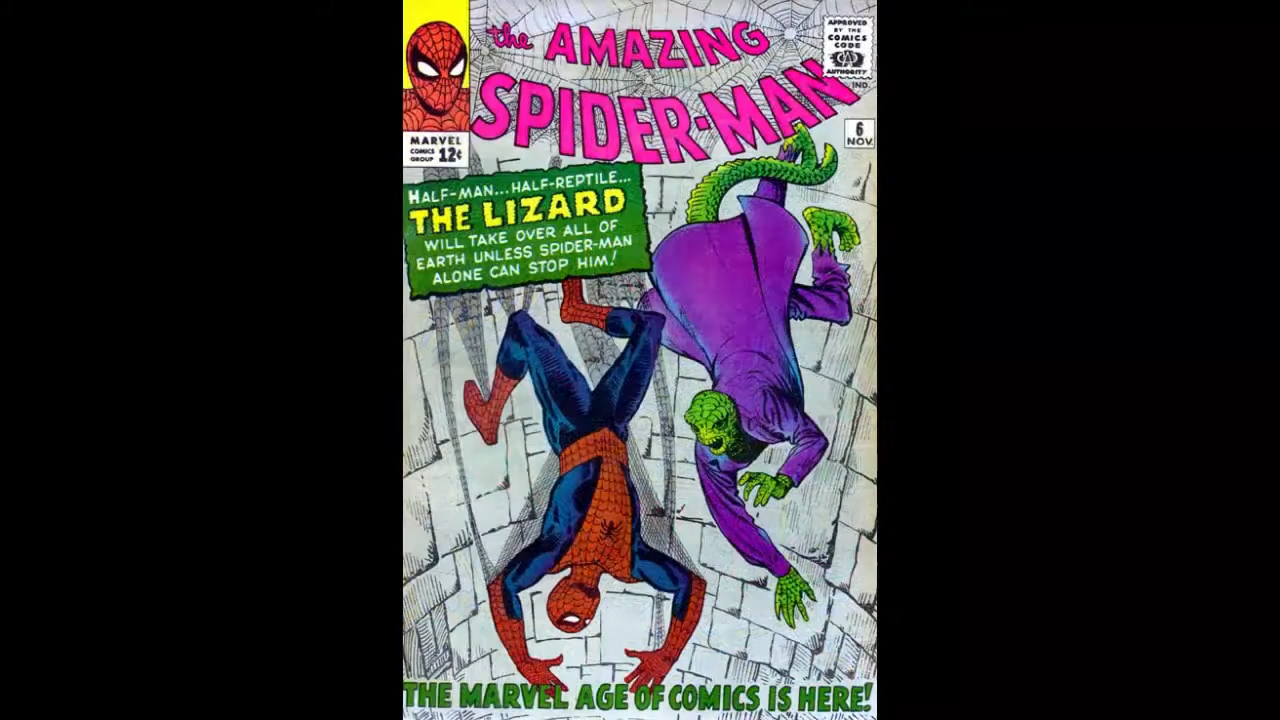 the AMAZING
SPIDER-MAN
APPROVED
BY THE
COMICS
CODE
CA
AUTHORITY
IND.
MARVEL
COMICS
GROUP 12¢
6
NOV.
HALF-MAN...HALF-REPTILE...
THE LIZARD
WILL TAKE OVER ALL OF
EARTH UNLESS SPIDER-MAN
ALONE CAN STOP HIM!
THE MARVEL AGE OF COMICS IS HERE!